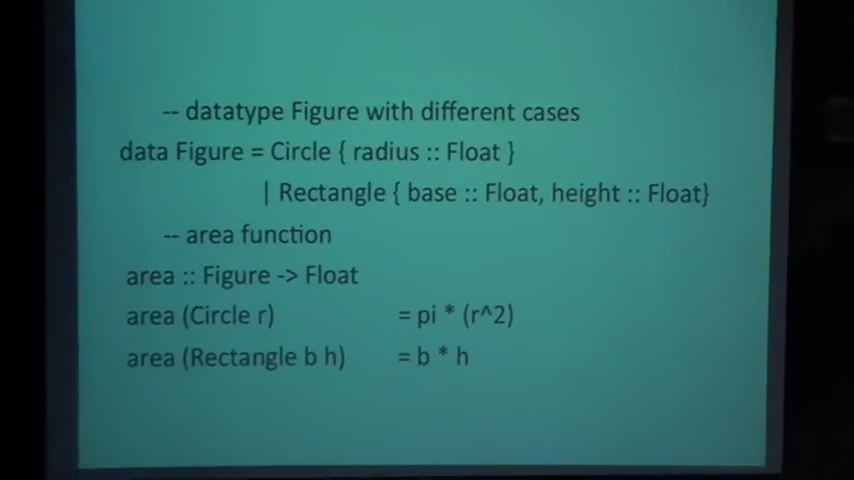 -- datatype Figure with different cases
data Figure = Circle { radius :: Float }
| Rectangle { base :: Float, height :: Float}
-- area function
area :: Figure -> Float
area (Circle r) = pi * (r^2)
area (Rectangle b h) = b * h